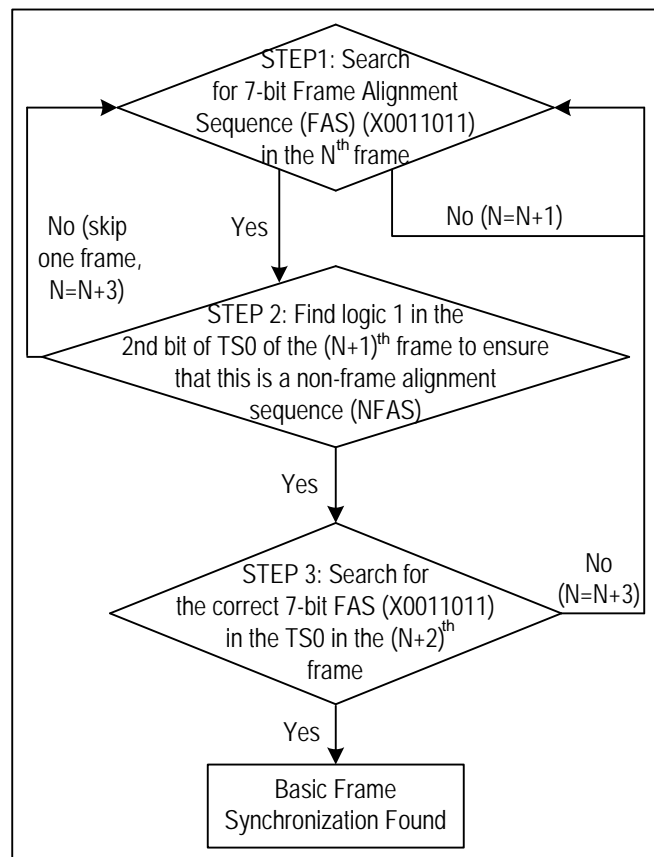 STEP1: Search
for 7-bit Frame Alignment
Sequence (FAS) (X0011011)
in the Nth frame
No (N=N+1)
Yes
No (skip
one frame,
N=N+3)
STEP 2: Find logic 1 in the
2nd bit of TS0 of the (N+1)th frame to ensure
that this is a non-frame alignment
sequence (NFAS)
Yes
STEP 3: Search for
the correct 7-bit FAS (X0011011)
in the TS0 in the (N+2)th
frame
No
(N=N+3)
Yes
Basic Frame
Synchronization Found